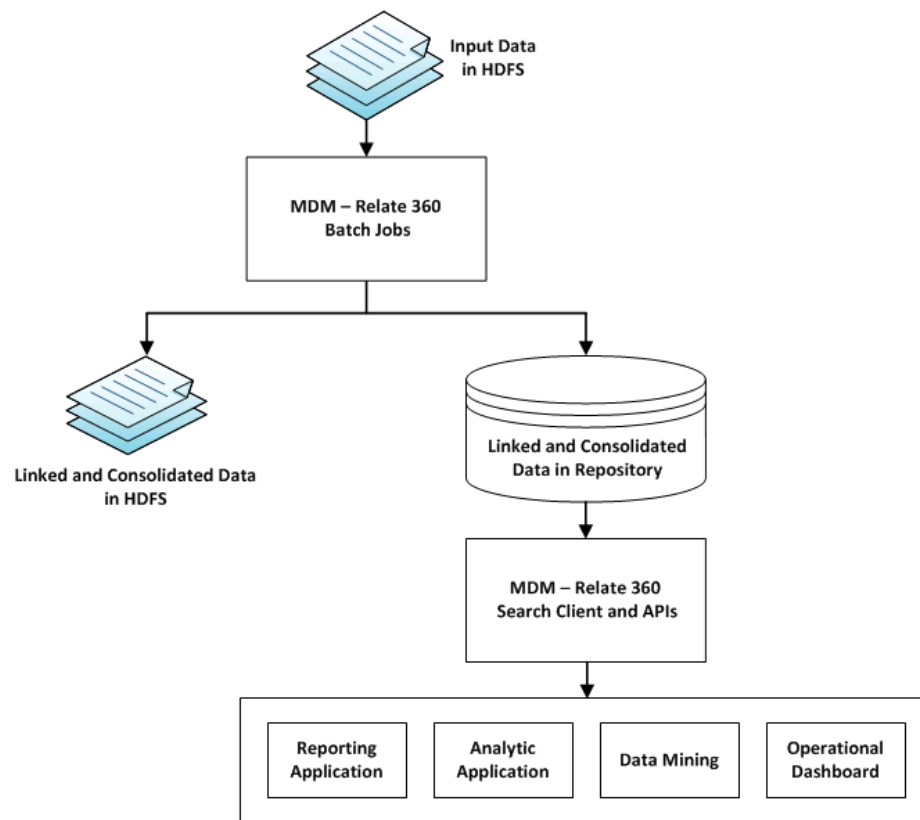 Input Data
in HDFS
MDM – Relate 360
Batch Jobs
Linked and Consolidated Data
in HDFS
Linked and Consolidated
Data in Repository
MDM – Relate 360
Search Client and APIs
Reporting
Application
Analytic
Application
Data Mining
Operational
Dashboard